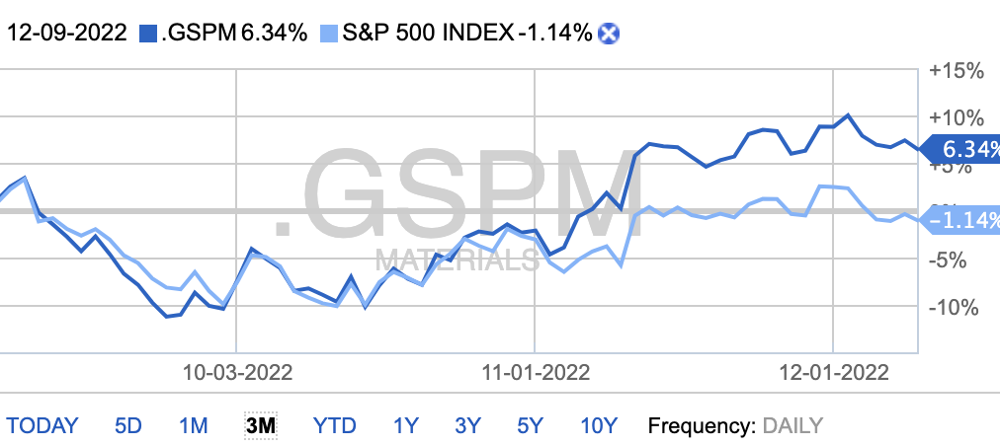 12-09-2022 .GSPM 6.34% S&P 500 INDEX -1.14%
+15%
+10%
6.34%
+5%
0%
-1.14%
-5%
-10%
.GSPM
MATERIALS
10-03-2022 11-01-2022 12-01-2022
TODAY 5D 1M 3M YTD 1Y 3Y 5Y 10Y Frequency: DAILY